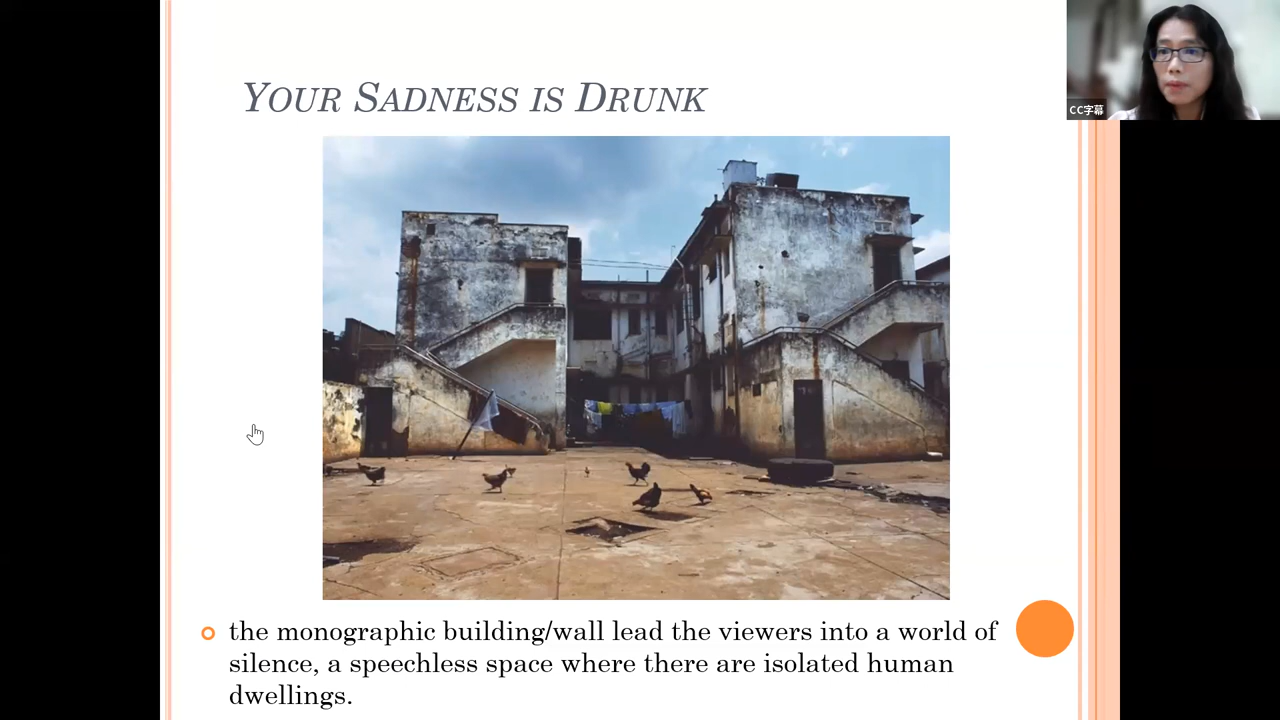 YOUR SADNESS IS DRUNK
CC字幕
the monographic building/wall lead the viewers into a world of
silence, a speechless space where there are isolated human
dwellings.